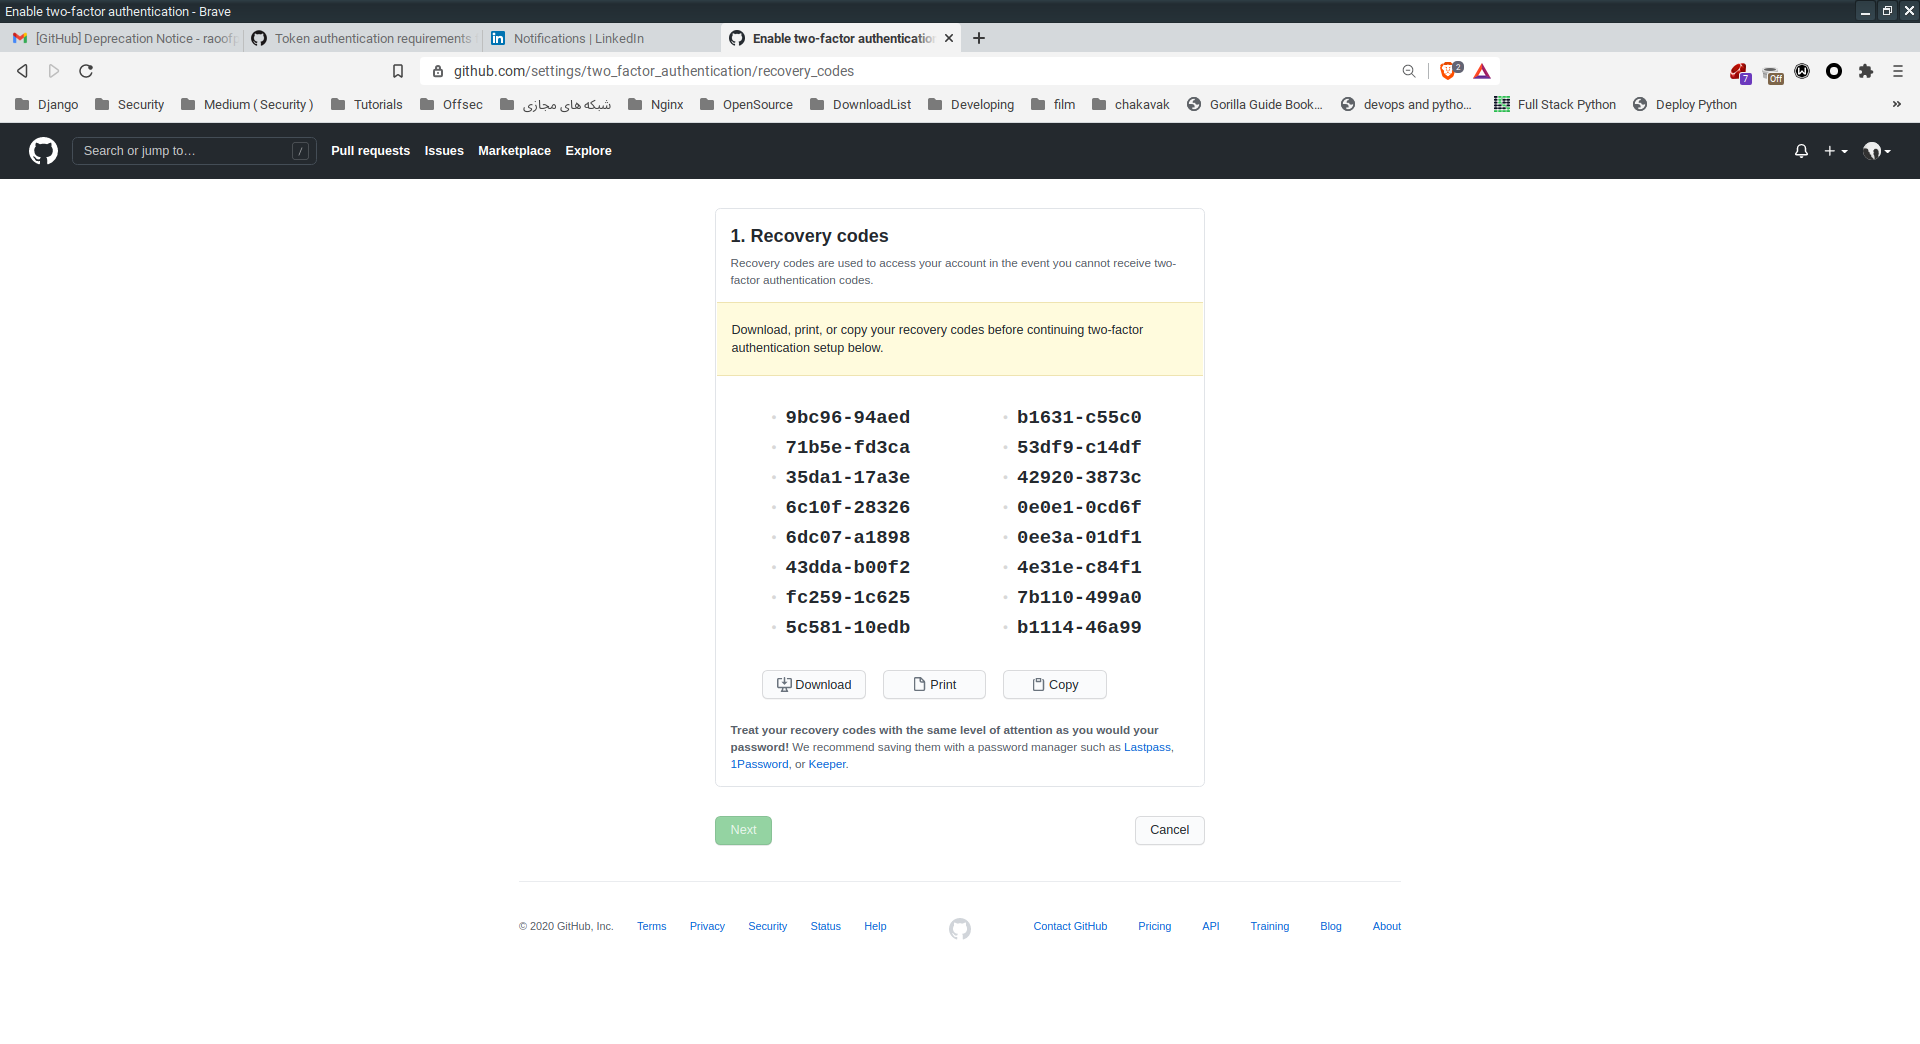 Enable two-factor authentication - Brave
[GitHub] Deprecation Notice - raoofp
Token authentication requirements
Notifications | LinkedIn
Enable two-factor authenticatio
github.com/settings/two_factor_authentication/recovery_codes
2
7
Off
Django
Security
Medium ( Security )
Tutorials
Offsec
شبکه های مجازی
Nginx
OpenSource
DownloadList
Developing
film
chakavak
Gorilla Guide Book...
devops and pytho...
Full Stack Python
Deploy Python
»
Search or jump to…
/
Pull requests
Issues
Marketplace
Explore
1. Recovery codes
Recovery codes are used to access your account in the event you cannot receive two-
factor authentication codes.
Download, print, or copy your recovery codes before continuing two-factor
authentication setup below.
9bc96-94aed
b1631-c55c0
71b5e-fd3ca
53df9-c14df
35da1-17a3e
42920-3873c
6c10f-28326
0e0e1-0cd6f
6dc07-a1898
0ee3a-01df1
43dda-b00f2
4e31e-c84f1
fc259-1c625
7b110-499a0
5c581-10edb
b1114-46a99
Download
Print
Copy
Treat your recovery codes with the same level of attention as you would your
password! We recommend saving them with a password manager such as Lastpass,
1Password, or Keeper.
Next
Cancel
© 2020 GitHub, Inc.
Terms
Privacy
Security
Status
Help
Contact GitHub
Pricing
API
Training
Blog
About